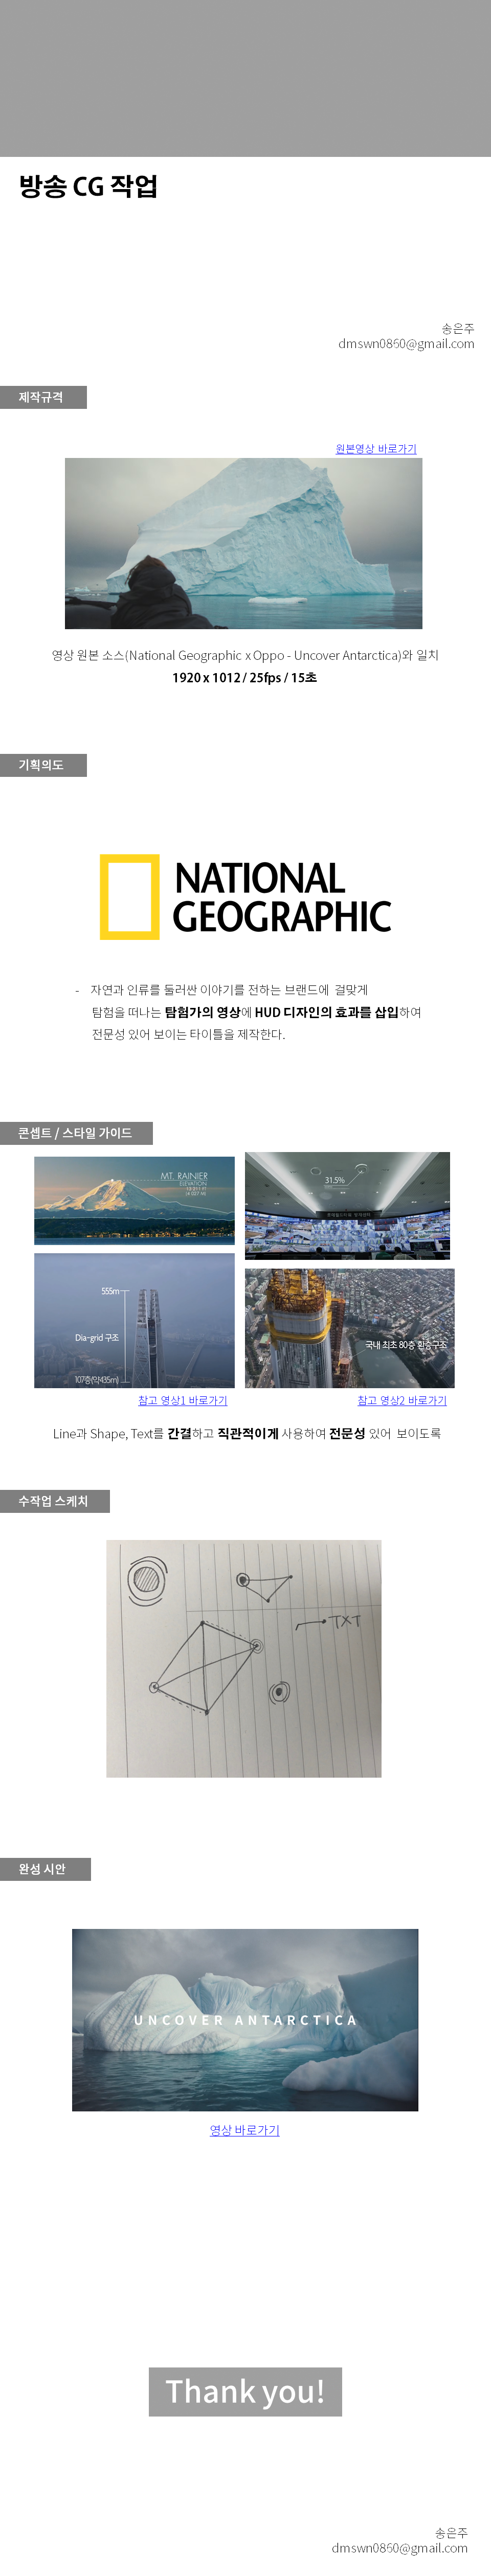 방송 CG 작업
송은주
dmswn0860@gmail.com
제작규격
원본영상 바로가기
영상 원본 소스(National Geographic x Oppo - Uncover Antarctica)와 일치
1920 x 1012 / 25fps / 15초
기획의도
NATIONAL
GEOGRAPHIC
- 자연과 인류를 둘러싼 이야기를 전하는 브랜드에 걸맞게
탐험을 떠나는 탐험가의 영상에 HUD 디자인의 효과를 삽입하여
전문성 있어 보이는 타이틀을 제작한다.
콘셉트 / 스타일 가이드
MT. RAINIER
ELEVATION
31.5%
555m
Dia-grid 구조
107층(약435m)
국내 최초 80층 환승구조
참고 영상1 바로가기
참고 영상2 바로가기
Line과 Shape, Text를 간결하고 직관적이게 사용하여 전문성 있어 보이도록
수작업 스케치
TXT
완성 시안
UNCOVER ANTARCTICA
영상 바로가기
Thank you!
송은주
dmswn0860@gmail.com